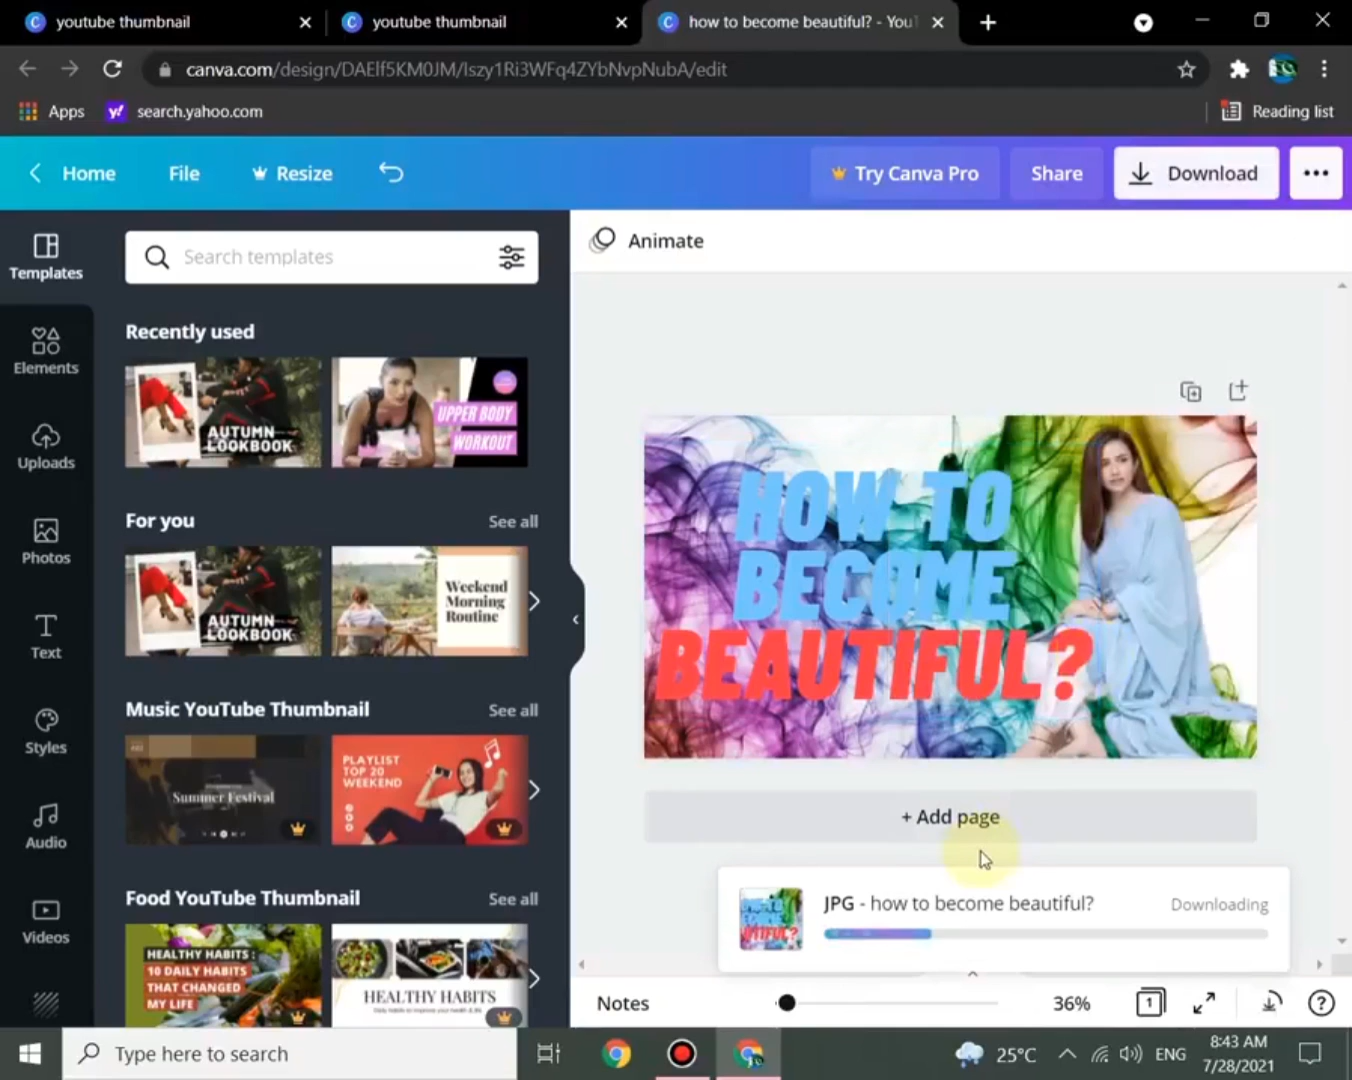 youtube thumbnail
youtube thumbnail
how to become beautiful? - You
canva.com/design/DAElf5KM0JM/Iszy1Ri3WFq4ZYbNvpNubA/edit
Apps
search.yahoo.com
Reading list
Home
File
Resize
Try Canva Pro
Share
Download
Templates
Search templates
Animate
Elements
Uploads
Photos
Text
Styles
Audio
Videos
Recently used
AUTUMN
LOOKBOOK
UPPER BODY
WORKOUT
For you
See all
AUTUMN
LOOKBOOK
Weekend
Morning
Routine
Music YouTube Thumbnail
See all
Summer Festival
PLAYLIST
TOP 20
WEEKEND
Food YouTube Thumbnail
See all
HEALTHY HABITS :
10 DAILY HABITS
THAT CHANGED
MY LIFE
HEALTHY HABITS
HOW TO
BECOME
BEAUTIFUL?
+ Add page
JPG - how to become beautiful?
Downloading
Notes
36%
1
Type here to search
25°C
ENG
8:43 AM
7/28/2021